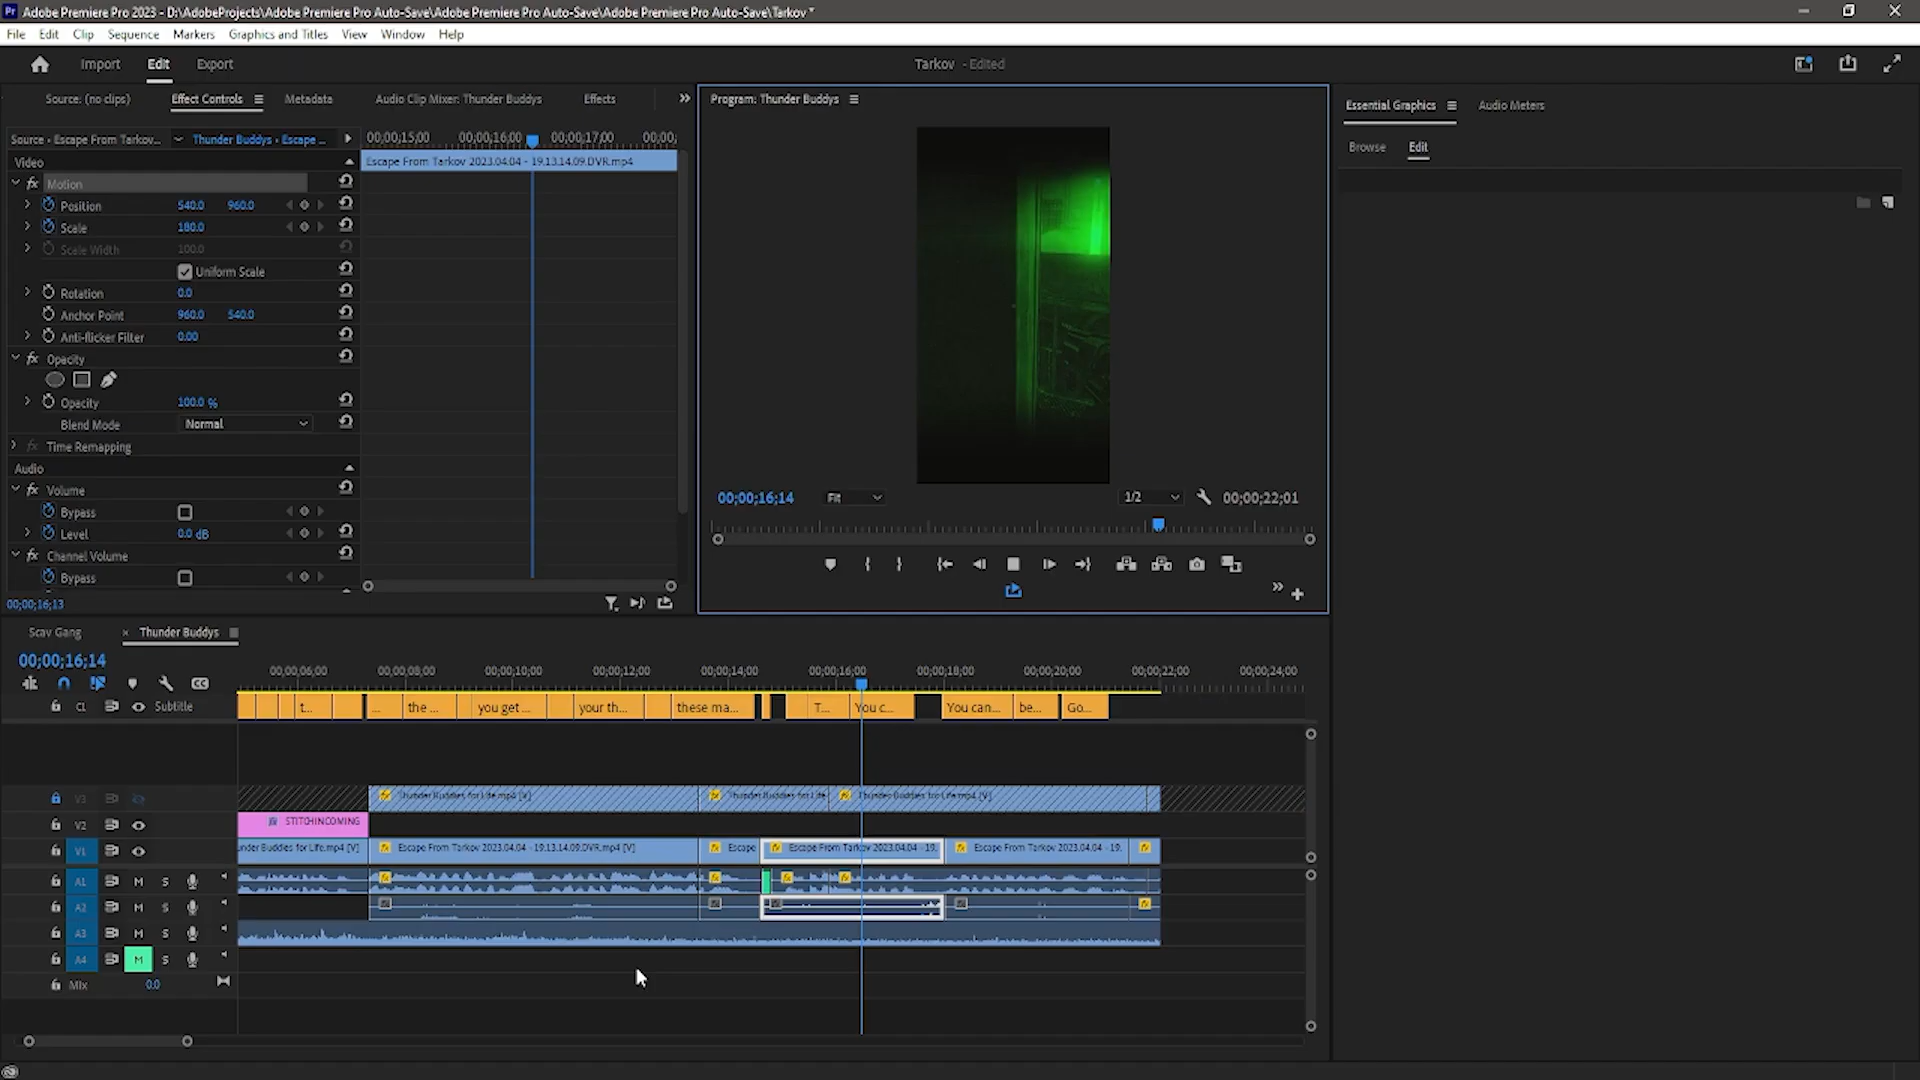 Adobe Premiere Pro 2023 - D:\AdobeProjects\Adobe Premiere Pro Auto-Save\Adobe Premiere Pro Auto-Save\Adobe Premiere Pro Auto-Save\Tarkov *
File Edit Clip Sequence Markers Graphics and Titles View Window Help
Import Edit Export Tarkov - Edited
Source: (no clips) Effect Controls Metadata Audio Clip Mixer: Thunder Buddys Effects
Program: Thunder Buddys
Essential Graphics Audio Meters
Browse Edit
Source • Escape From Tarkov... Thunder Buddys • Escape ... 00;00;15;00 00;00;16;00 00;00;17;00 00;00;
Video Escape From Tarkov 2023.04.04 - 19.13.14.09.DVR.mp4
fx Motion
Position 540.0 960.0
Scale 180.0
Scale Width 100.0
Uniform Scale
Rotation 0.0
Anchor Point 960.0 540.0
Anti-flicker Filter 0.00
fx Opacity
Opacity 100.0 %
Blend Mode Normal
fx Time Remapping
Audio
fx Volume
Bypass
Level 0.0 dB
fx Channel Volume
Bypass
00;00;16;13
00;00;16;14 Fit 1/2 00;00;22;01
Scav Gang × Thunder Buddys
00;00;16;14
00;00;06;00 00;00;08;00 00;00;10;00 00;00;12;00 00;00;14;00 00;00;16;00 00;00;18;00 00;00;20;00 00;00;22;00 00;00;24;00
C1 Subtitle t... ... the ... you get ... your th... these ma... T... You c... You can... be... Go...
V3 Thunder Buddies for Life.mp4 [V] Thunder Buddies for Life Thunder Buddies for Life.mp4 [V]
V2 STITCHINCOMING
V1 under Buddies for Life.mp4 [V] Escape From Tarkov 2023.04.04 - 19.13.14.09.DVR.mp4 [V] Escape Escape From Tarkov 2023.04.04 - 19. Escape From Tarkov 2023.04.04 - 19.
A1 M S
A2 M S
A3 M S
A4 M S
Mix 0.0